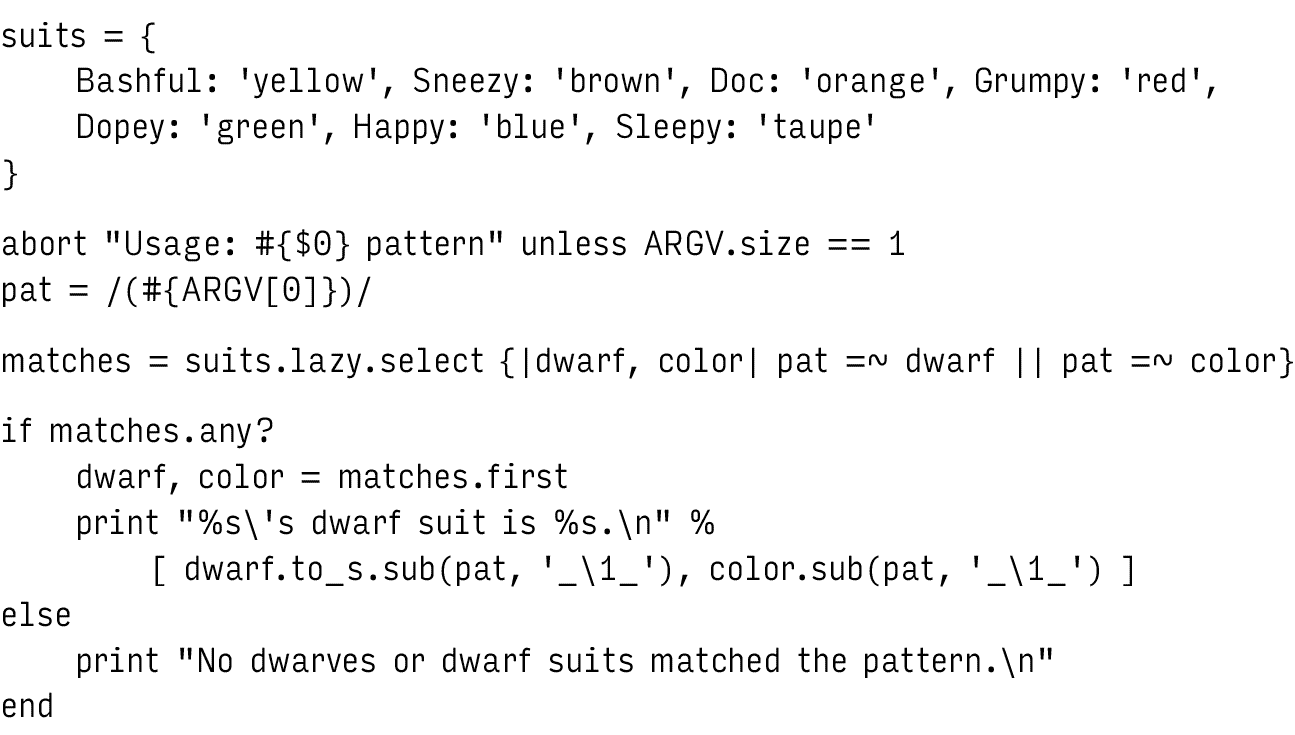 suits = {
    Bashful: 'yellow', Sneezy: 'brown', Doc: 'orange', Grumpy: 'red',
    Dopey: 'green', Happy: 'blue', Sleepy: 'taupe'
}

abort "Usage: #{$0} pattern" unless ARGV.size == 1
pat = /(#{ARGV[0]})/

matches = suits.lazy.select {|dwarf, color| pat =~ dwarf || pat =~ color}

if matches.any?
    dwarf, color = matches.first
    print "%s\'s dwarf suit is %s.\n" %
        [ dwarf.to_s.sub(pat, '_\1_'), color.sub(pat, '_\1_') ]
else
    print "No dwarves or dwarf suits matched the pattern.\n"
end